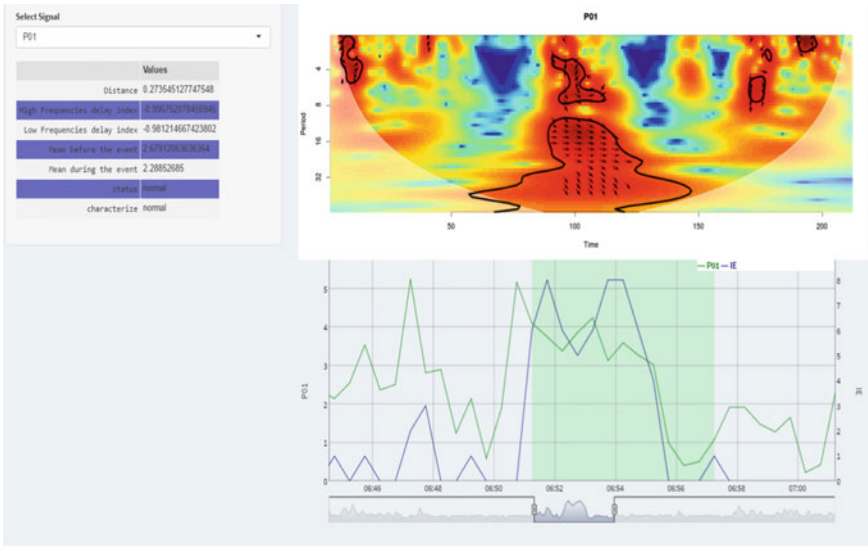 Select Signal
P01
Values
Distance 0.273545127747548
High Frequencies delay index
Low Frequencies delay index -0.981214667423802
Mean before the event
Mean during the event 2.28852685
status normal
characterize normal
P01
Period
4
8
16
32
50 100 150 200
Time
P01 IE
P01
5
4
3
2
1
0
06:46 06:48 06:50 06:52 06:54 06:56 06:58 07:00
8
7
6
5
4
3
2
1
0
IE